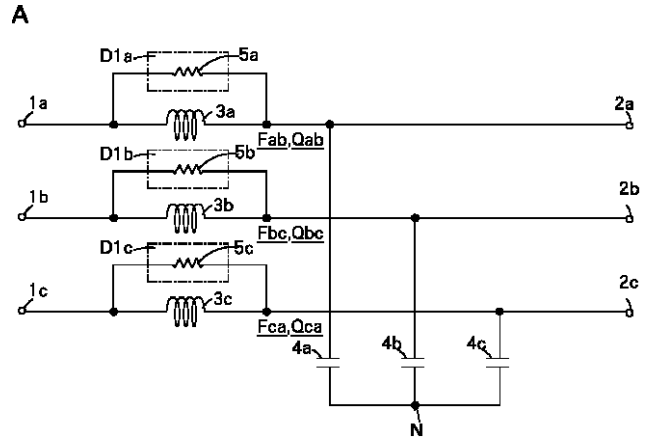 A
D1a
5a
1a
3a
2a
Fab,Qab
D1b
5b
1b
3b
2b
Fbc,Qbc
D1c
5c
1c
3c
2c
Fca,Qca
4a
4b
4c
N